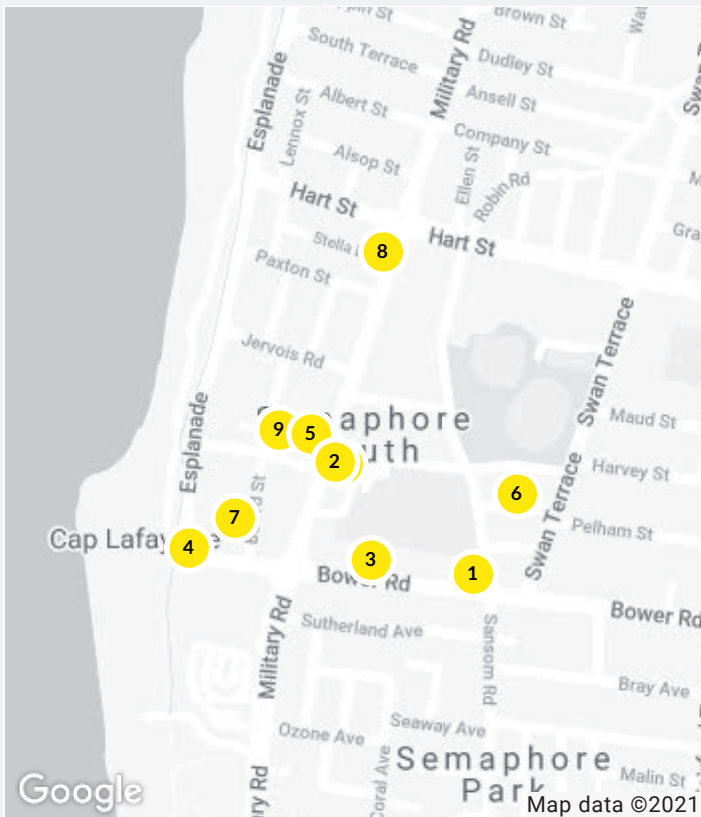 Brown St
South Terrace
Military Rd
Dudley St
Esplanade
Albert St
Ansell St
Lennox St
Company St
Alsop St
Ellen St
Robin Rd
Hart St
Hart St
Stella
8
Paxton St
Jervois Rd
Swan Terrace
Esplanade
9
5
2
Maud St
Harvey St
6
Swan Terrace
7
Pelham St
4
3
1
Bower Rd
Bower Rd
Military Rd
Sutherland Ave
Sansom Rd
Bray Ave
Seaway Ave
Ozone Ave
Coral Ave
Semaphore
Park
Malin St
Google
Map data ©2021